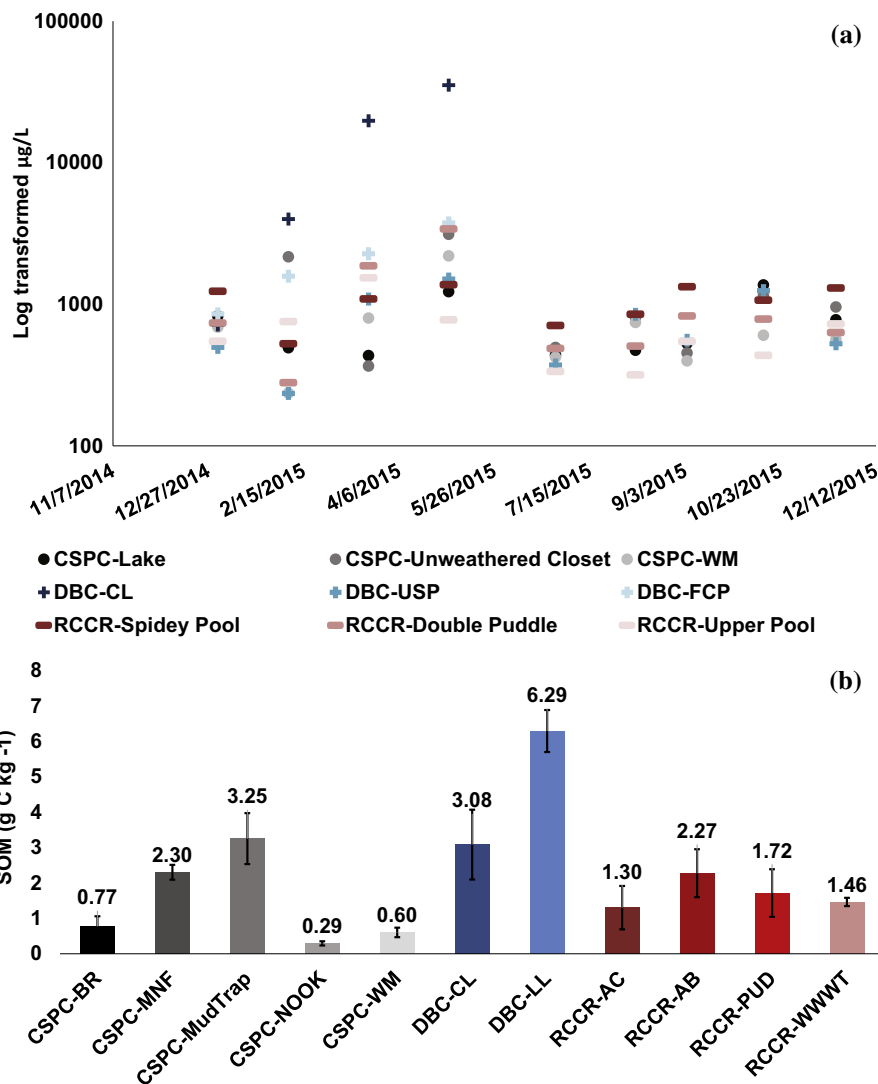 (a)
Log transformed µg/L
100000
10000
1000
100
11/7/2014 12/27/2014 2/15/2015 4/6/2015 5/26/2015 7/15/2015 9/3/2015 10/23/2015 12/12/2015
CSPC-Lake CSPC-Unweathered Closet CSPC-WM
DBC-CL DBC-USP DBC-FCP
RCCR-Spidey Pool RCCR-Double Puddle RCCR-Upper Pool
(b)
SOM (g C kg -1)
8
7
6
5
4
3
2
1
0
0.77 2.30 3.25 0.29 0.60 3.08 6.29 1.30 2.27 1.72 1.46
CSPC-BR CSPC-MNF CSPC-MudTrap CSPC-NOOK CSPC-WM DBC-CL DBC-LL RCCR-AC RCCR-AB RCCR-PUD RCCR-WWWT